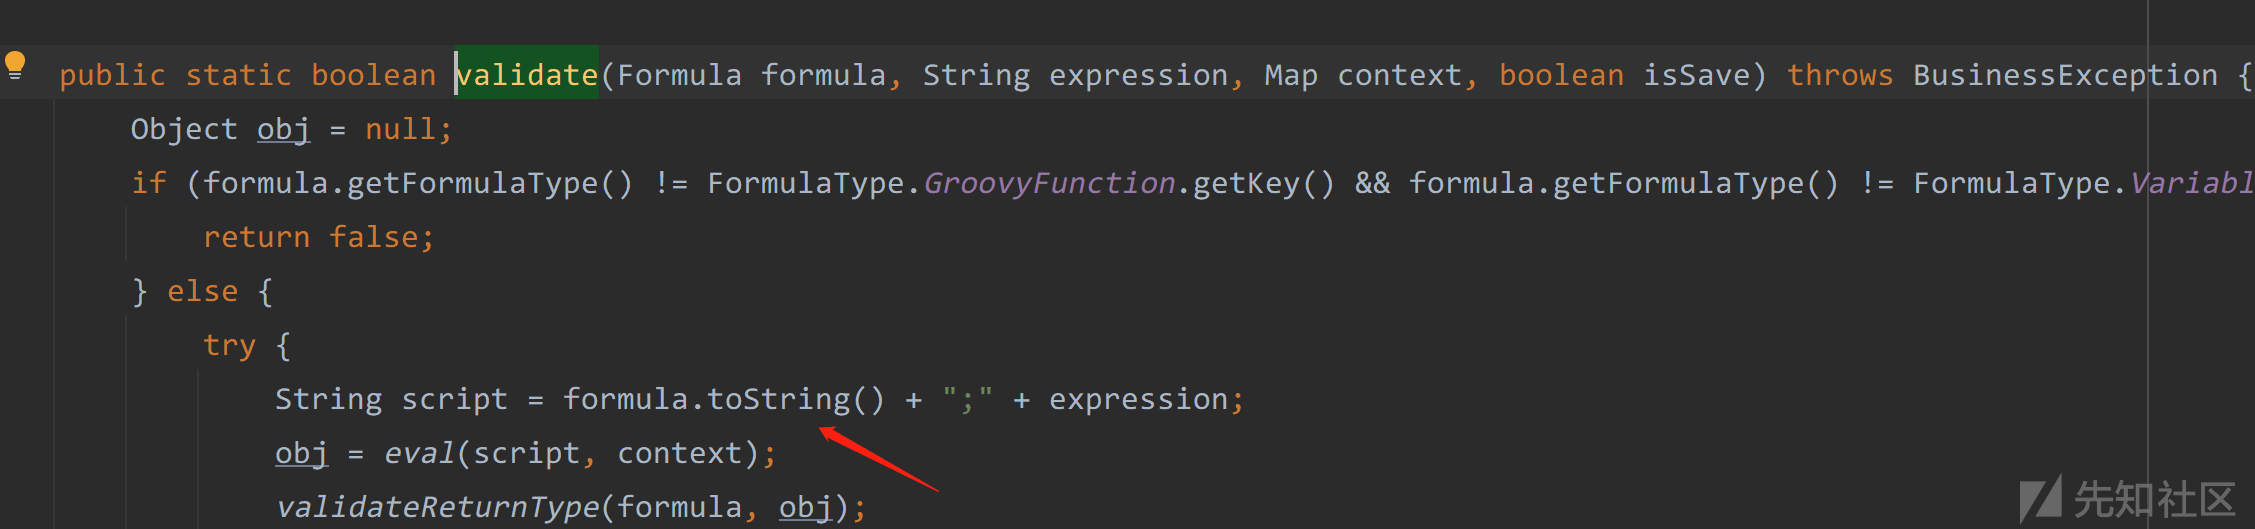 public static boolean validate(Formula formula, String expression, Map context, boolean isSave) throws BusinessException {
Object obj = null;
if (formula.getFormulaType() != FormulaType.GroovyFunction.getKey() && formula.getFormulaType() != FormulaType.Variabl
return false;
} else {
try {
String script = formula.toString() + ";" + expression;
obj = eval(script, context);
validateReturnType(formula, obj);
先知社区